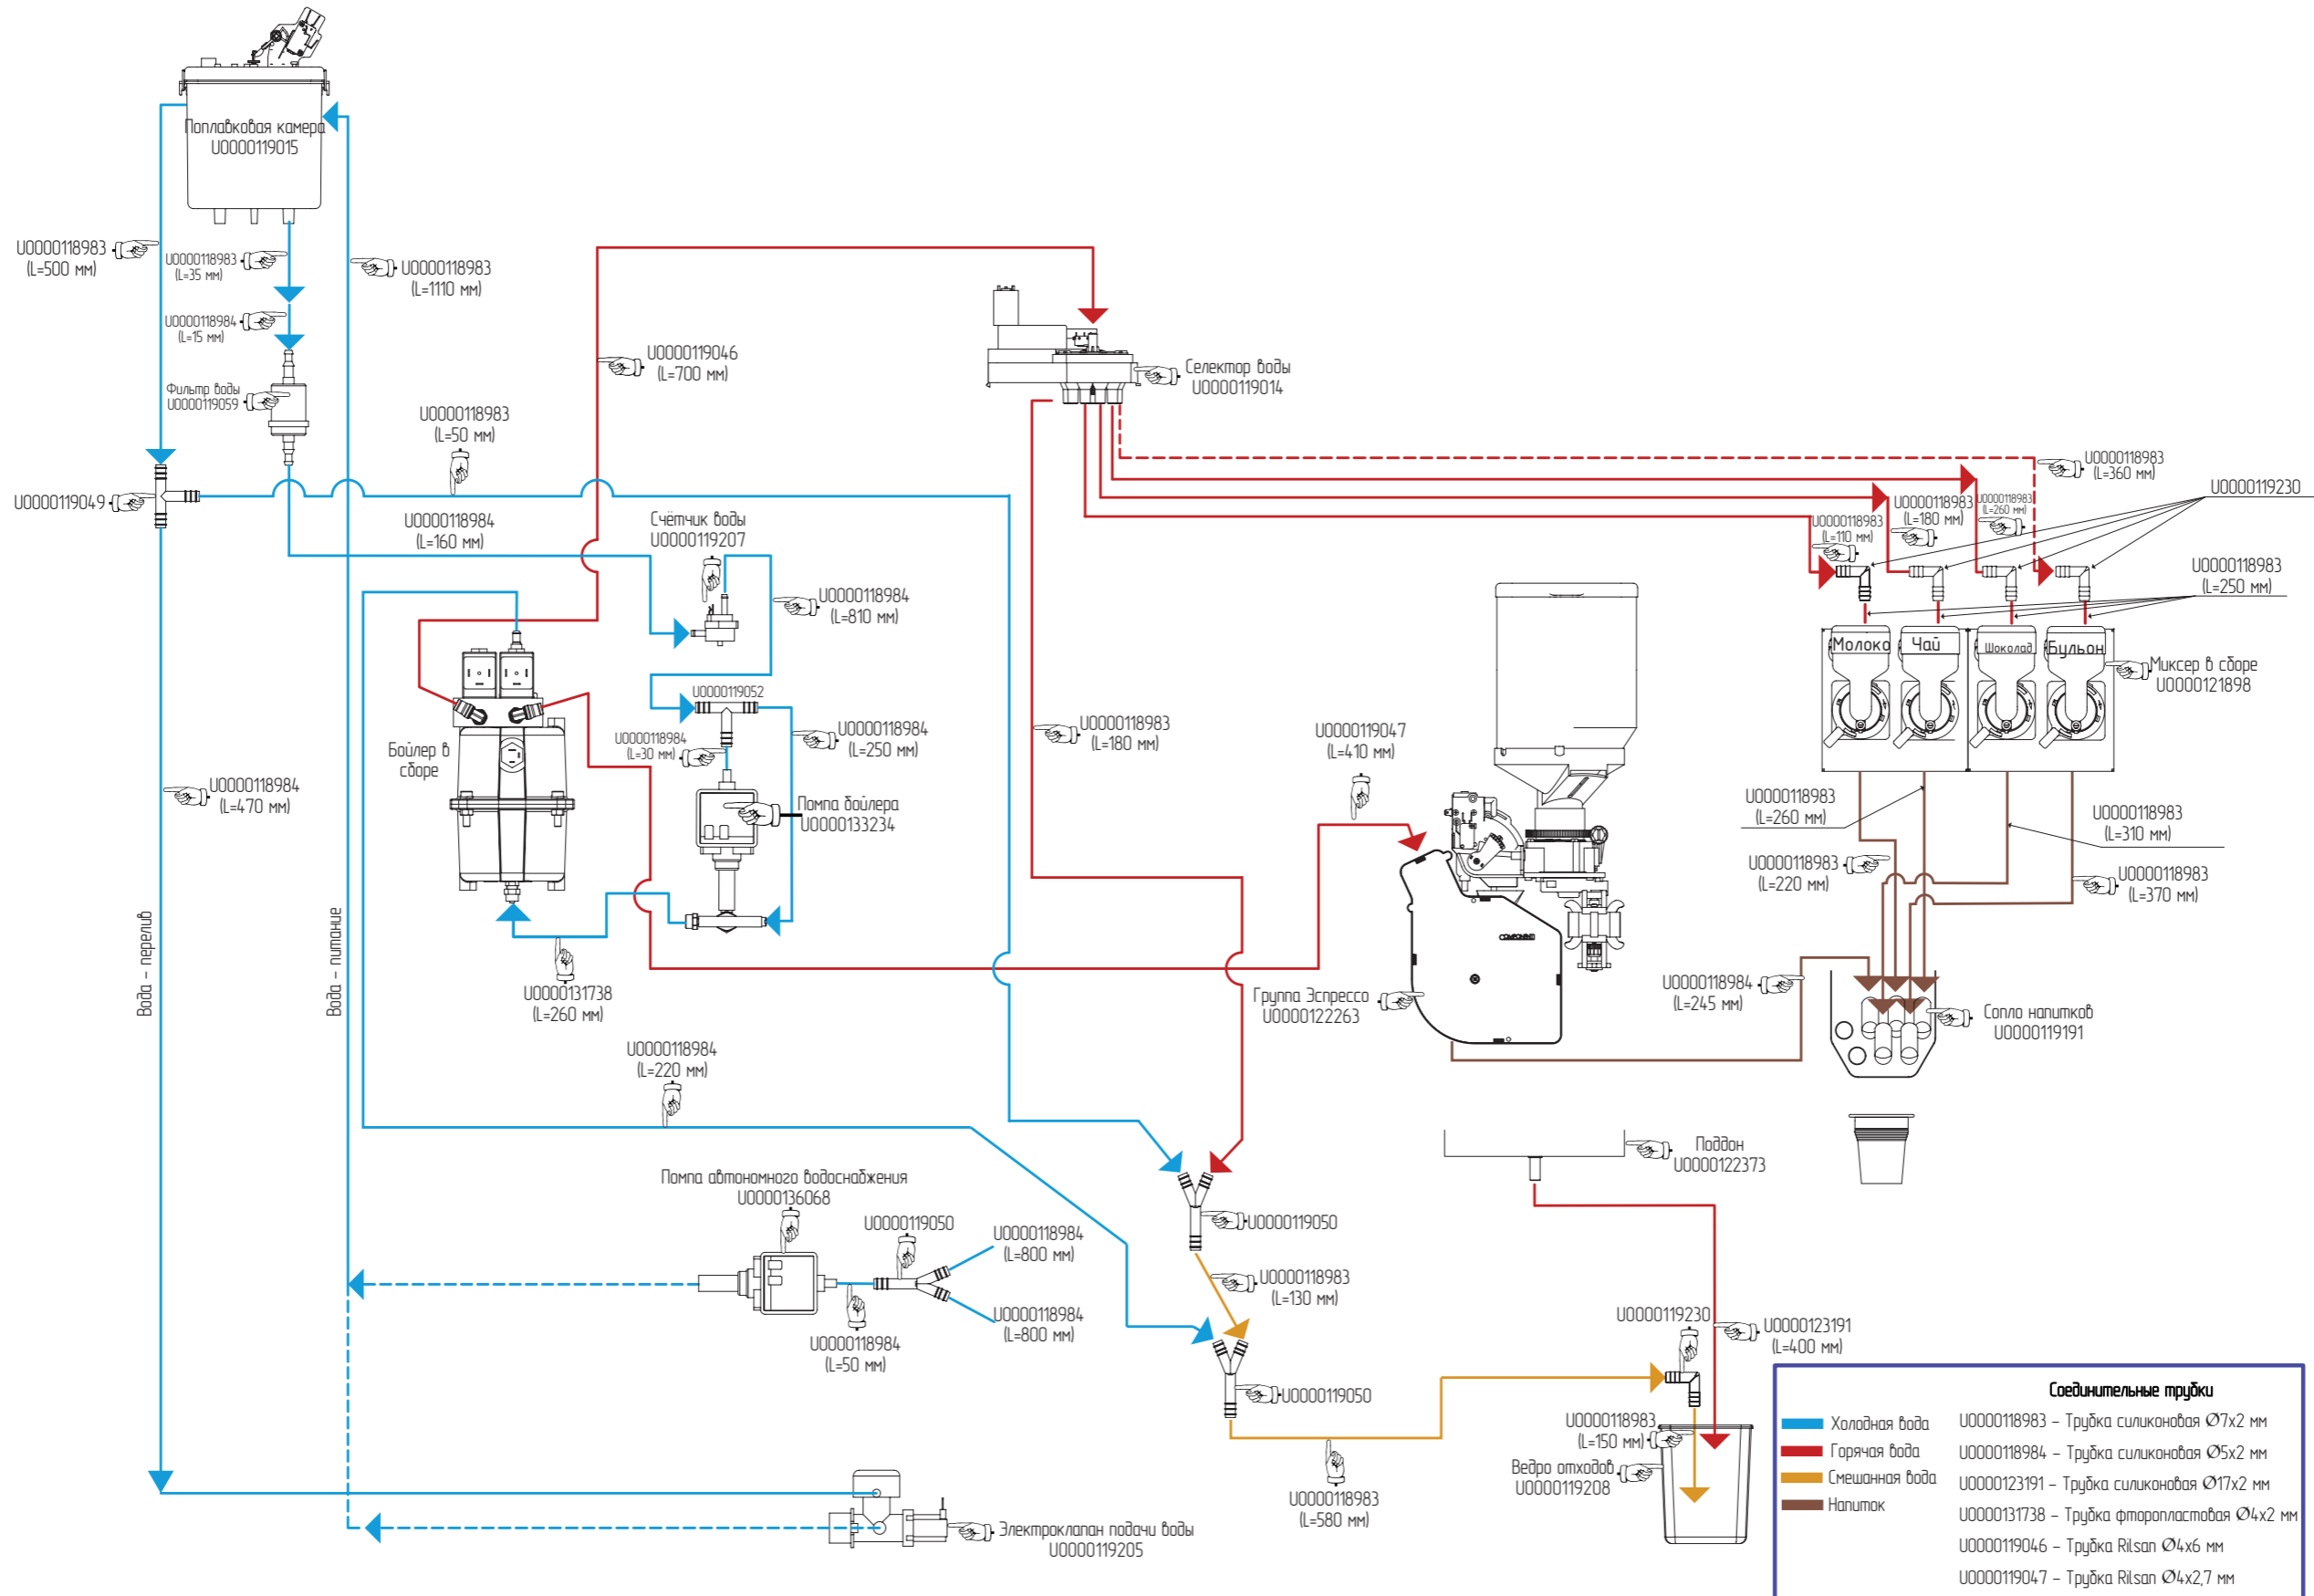 Поплавковая камера
U0000119015
U0000118983
(L=500 мм)
U0000118983
(L=35 мм)
U0000118983
(L=1110 мм)
U0000118984
(L=15 мм)
Фильтр воды
U0000119059
U0000119046
(L=700 мм)
Селектор воды
U0000119014
U0000118983
(L=50 мм)
U0000119049
U0000118984
(L=160 мм)
Счётчик воды
U0000119207
U0000118984
(L=810 мм)
U0000118983
(L=360 мм)
U0000119230
U0000118983
(L=110 мм)
U0000118983
(L=180 мм)
U0000118983
(L=260 мм)
U0000118983
(L=250 мм)
Молоко
Чай
Шоколад
Бульон
Миксер в сборе
U0000121898
U0000119052
U0000118984
(L=30 мм)
U0000118984
(L=250 мм)
Бойлер в
сборе
U0000118983
(L=180 мм)
U0000119047
(L=410 мм)
U0000118984
(L=470 мм)
Помпа бойлера
U0000133234
U0000118983
(L=260 мм)
U0000118983
(L=310 мм)
U0000118983
(L=220 мм)
U0000118983
(L=370 мм)
Вода - перелив
Вода - питание
COMPONENTI
U0000131738
(L=260 мм)
Группа Эспрессо
U0000122263
U0000118984
(L=245 мм)
Сопло напитков
U0000119191
U0000118984
(L=220 мм)
Поддон
U0000122373
Помпа автономного водоснабжения
U0000136068
U0000119050
U0000118984
(L=800 мм)
U0000118984
(L=800 мм)
U0000118984
(L=50 мм)
U0000119050
U0000118983
(L=130 мм)
U0000119230
U0000123191
(L=400 мм)
U0000119050
U0000118983
(L=150 мм)
Ведро отходов
U0000119208
U0000118983
(L=580 мм)
Электроклапан подачи воды
U0000119205
Соединительные трубки
Холодная вода
U0000118983 - Трубка силиконовая Ø7x2 мм
Горячая вода
U0000118984 - Трубка силиконовая Ø5x2 мм
Смешанная вода
U0000123191 - Трубка силиконовая Ø17x2 мм
Напиток
U0000131738 - Трубка фторопластовая Ø4x2 мм
U0000119046 - Трубка Rilsan Ø4x6 мм
U0000119047 - Трубка Rilsan Ø4x2,7 мм